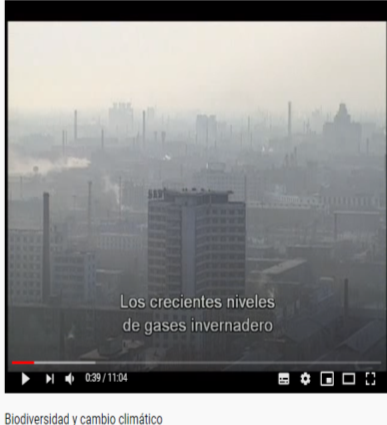 Los crecientes niveles
de gases invernadero
0:39 / 11:04
Biodiversidad y cambio climático